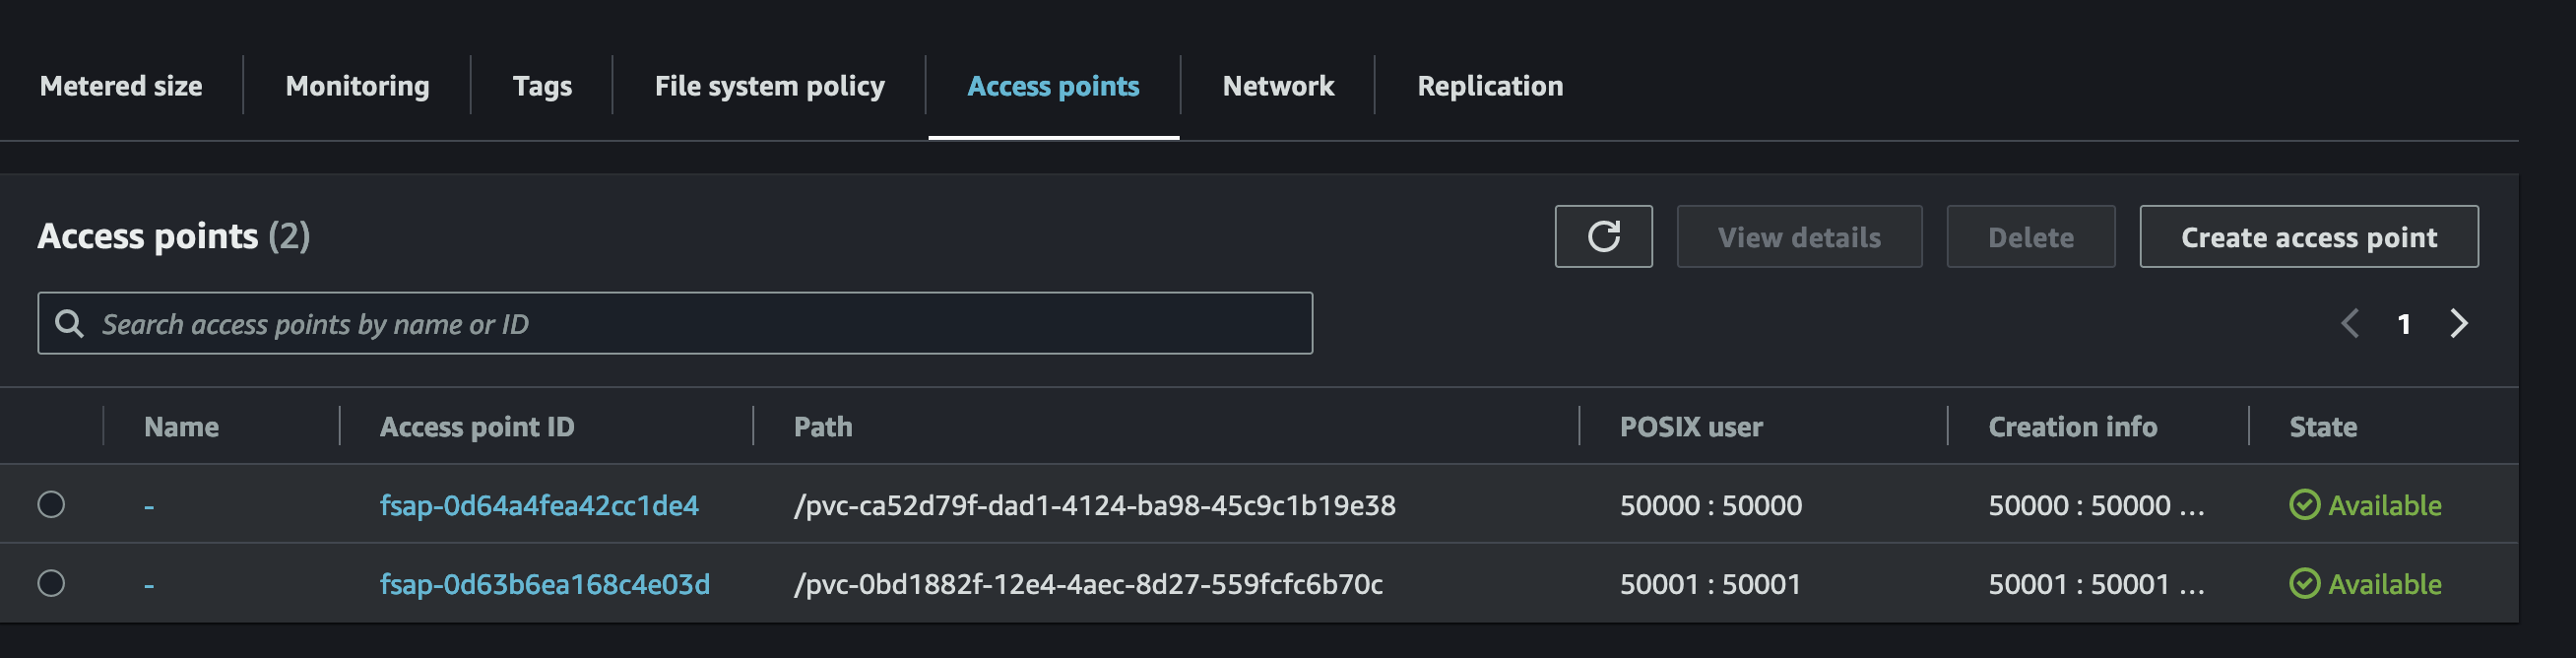 Metered size Monitoring Tags File system policy Access points Network Replication
Access points (2) View details Delete Create access point
Search access points by name or ID 1
Name Access point ID Path POSIX user Creation info State
- fsap-0d64a4fea42cc1de4 /pvc-ca52d79f-dad1-4124-ba98-45c9c1b19e38 50000 : 50000 50000 : 50000 ... Available
- fsap-0d63b6ea168c4e03d /pvc-0bd1882f-12e4-4aec-8d27-559fcfc6b70c 50001 : 50001 50001 : 50001 ... Available